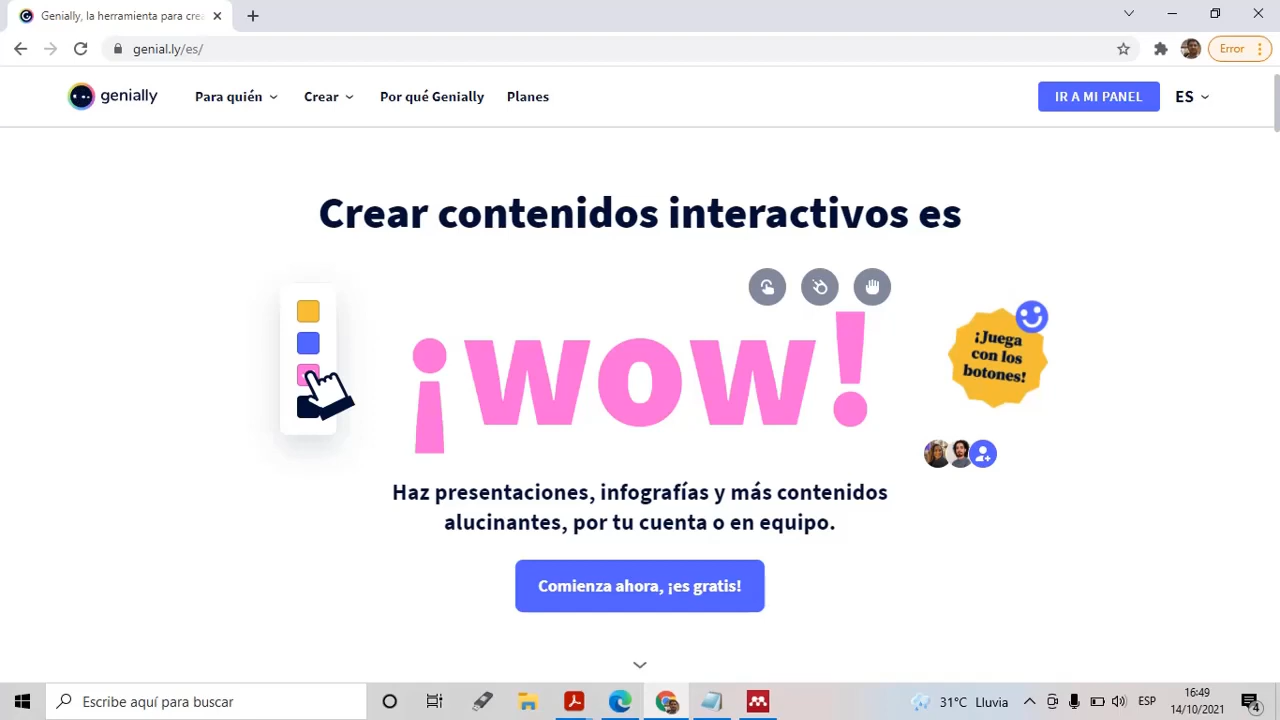 Genially, la herramienta para crea
genial.ly/es/
Error
genially
Para quién
Crear
Por qué Genially
Planes
IR A MI PANEL
ES
Crear contenidos interactivos es
¡wow!
¡Juega
con los
botones!
Haz presentaciones, infografías y más contenidos
alucinantes, por tu cuenta o en equipo.
Comienza ahora, ¡es gratis!
Escribe aquí para buscar
31°C Lluvia
ESP
16:49
14/10/2021
4